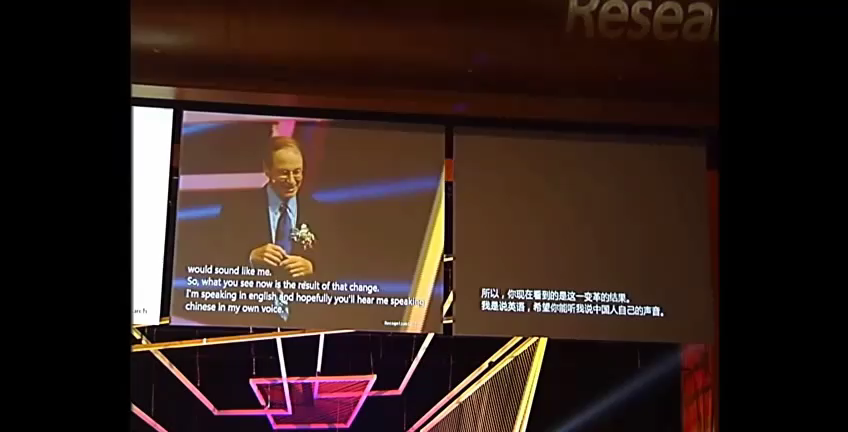 Resear
would sound like me.
So, what you see now is the result of that change.
I'm speaking in english and hopefully you'll hear me speaking
chinese in my own voice.
所以，你现在看到的是这一变革的结果。
我是说英语，希望你能听我说中国人自己的声音。
arch